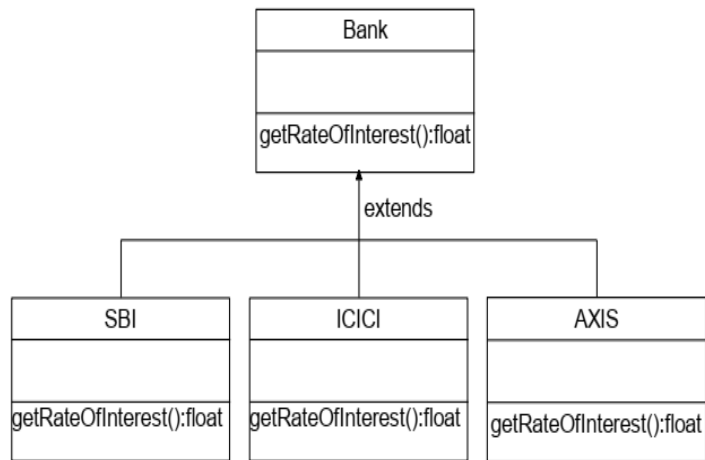 Bank
getRateOfInterest():float
extends
SBI
ICICI
AXIS
getRateOfInterest():float
getRateOfInterest():float
getRateOfInterest():float